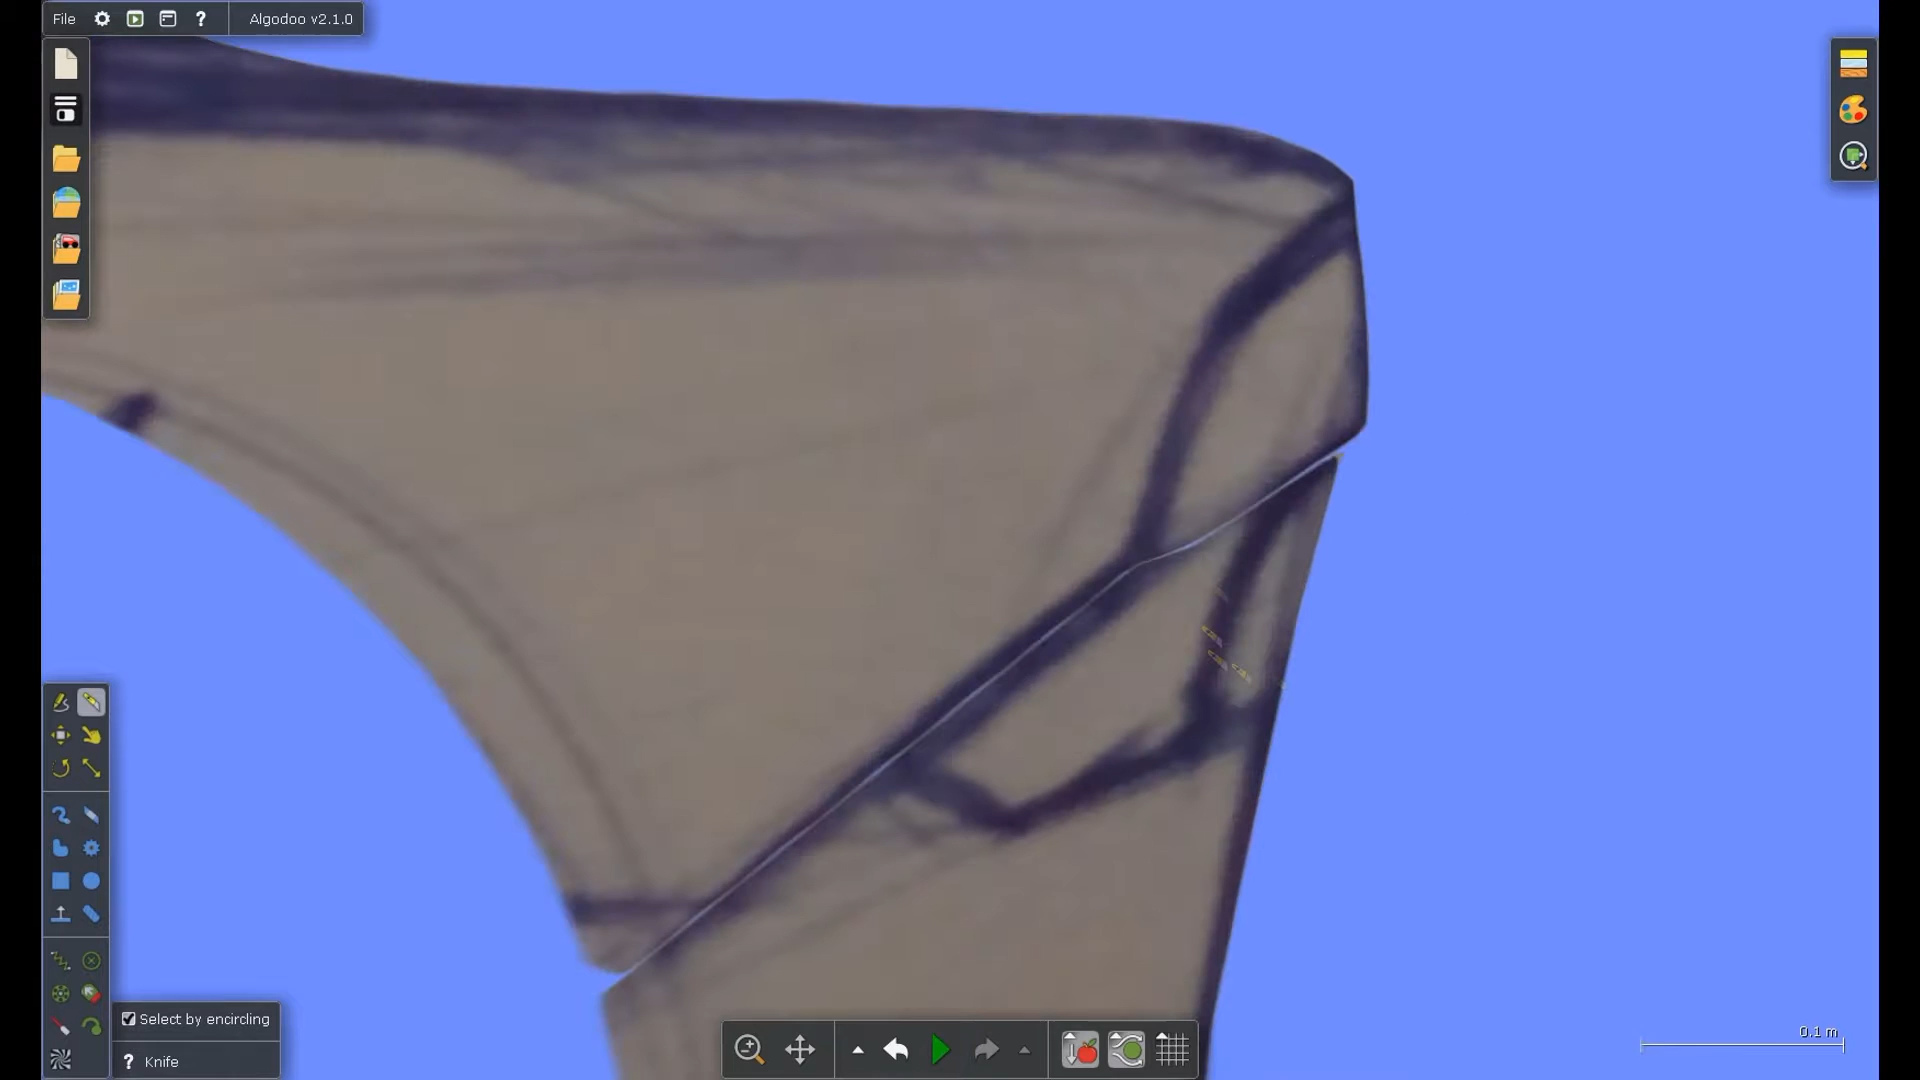 File ? Algodoo v2.1.0
Select by encircling
? Knife
0.1 m